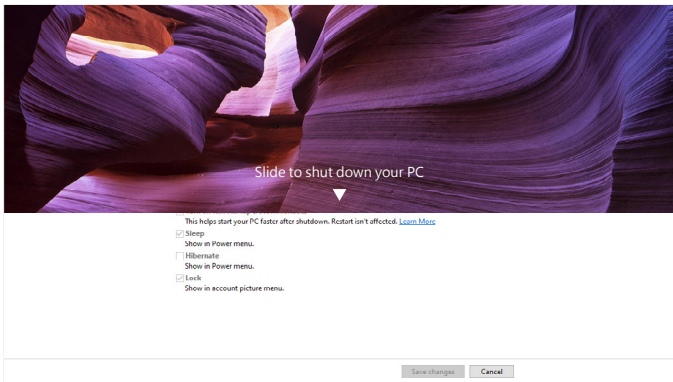 Slide to shut down your PC
This helps start your PC faster after shutdown. Restart isn't affected. Learn More
Sleep
Show in Power menu.
Hibernate
Show in Power menu.
Lock
Show in account picture menu.
Save changes Cancel